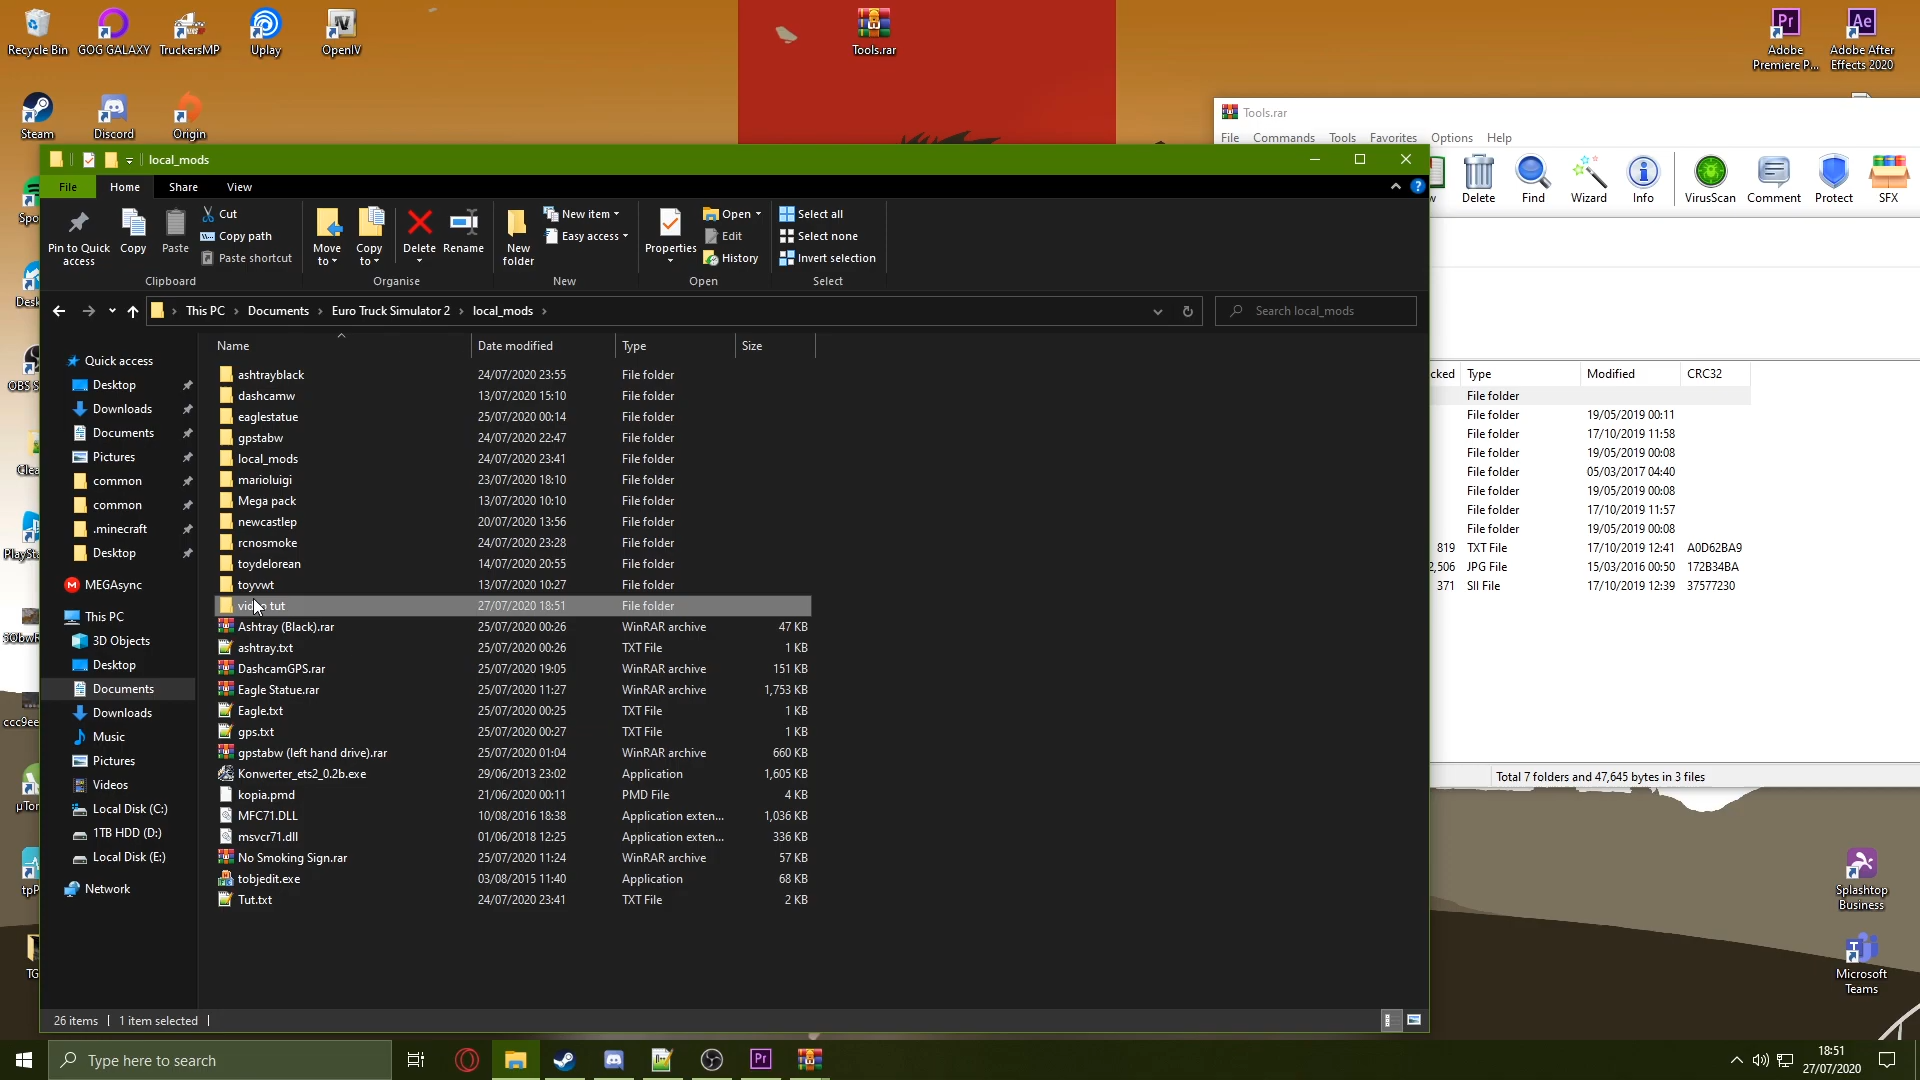 Recycle Bin
GOG GALAXY
TruckersMP
Uplay
OpenIV
Tools.rar
Adobe Premiere P...
Adobe After Effects 2020
Steam
Discord
Origin
Tools.rar
File Commands Tools Favorites Options Help
Delete Find Wizard Info VirusScan Comment Protect SFX
local_mods
File Home Share View
Pin to Quick access
Copy
Paste
Cut
Copy path
Paste shortcut
Clipboard
Move to
Copy to
Delete
Rename
Organise
New folder
New item
Easy access
New
Properties
Open
Edit
History
Open
Select all
Select none
Invert selection
Select
This PC › Documents › Euro Truck Simulator 2 › local_mods ›
Search local_mods
Quick access
Desktop
Downloads
Documents
Pictures
common
common
.minecraft
Desktop
MEGAsync
This PC
3D Objects
Desktop
Documents
Downloads
Music
Pictures
Videos
Local Disk (C:)
1TB HDD (D:)
Local Disk (E:)
Network
Name Date modified Type Size
ashtrayblack 24/07/2020 23:55 File folder
dashcamw 13/07/2020 15:10 File folder
eaglestatue 25/07/2020 00:14 File folder
gpstabw 24/07/2020 22:47 File folder
local_mods 24/07/2020 23:41 File folder
marioluigi 23/07/2020 18:10 File folder
Mega pack 13/07/2020 10:10 File folder
newcastlep 20/07/2020 13:56 File folder
rcnosmoke 24/07/2020 23:28 File folder
toydelorean 14/07/2020 20:55 File folder
toyvwt 13/07/2020 10:27 File folder
video tut 27/07/2020 18:51 File folder
Ashtray (Black).rar 25/07/2020 00:26 WinRAR archive 47 KB
ashtray.txt 25/07/2020 00:26 TXT File 1 KB
DashcamGPS.rar 25/07/2020 19:05 WinRAR archive 151 KB
Eagle Statue.rar 25/07/2020 11:27 WinRAR archive 1,753 KB
Eagle.txt 25/07/2020 00:25 TXT File 1 KB
gps.txt 25/07/2020 00:27 TXT File 1 KB
gpstabw (left hand drive).rar 25/07/2020 01:04 WinRAR archive 660 KB
Konwerter_ets2_0.2b.exe 29/06/2013 23:02 Application 1,605 KB
kopia.pmd 21/06/2020 00:11 PMD File 4 KB
MFC71.DLL 10/08/2016 18:38 Application exten... 1,036 KB
msvcr71.dll 01/06/2018 12:25 Application exten... 336 KB
No Smoking Sign.rar 25/07/2020 11:24 WinRAR archive 57 KB
tobjedit.exe 03/08/2015 11:40 Application 68 KB
Tut.txt 24/07/2020 23:41 TXT File 2 KB
26 items 1 item selected
cked Type Modified CRC32
File folder
File folder 19/05/2019 00:11
File folder 17/10/2019 11:58
File folder 19/05/2019 00:08
File folder 05/03/2017 04:40
File folder 19/05/2019 00:08
File folder 17/10/2019 11:57
File folder 19/05/2019 00:08
819 TXT File 17/10/2019 12:41 A0D62BA9
2,506 JPG File 15/03/2016 00:50 172B34BA
371 SII File 17/10/2019 12:39 37577230
Total 7 folders and 47,645 bytes in 3 files
Splashtop Business
Microsoft Teams
Type here to search
18:51
27/07/2020